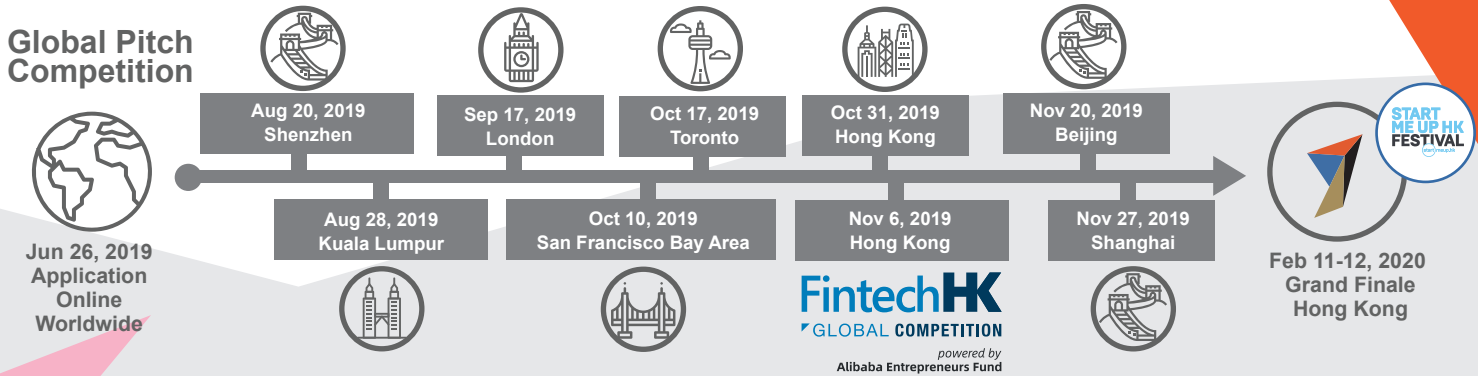 Global Pitch
Competition
Jun 26, 2019
Application
Online
Worldwide
Aug 20, 2019
Shenzhen
Aug 28, 2019
Kuala Lumpur
Sep 17, 2019
London
Oct 10, 2019
San Francisco Bay Area
Oct 17, 2019
Toronto
Oct 31, 2019
Hong Kong
Nov 6, 2019
Hong Kong
FintechHK
GLOBAL COMPETITION
powered by
Alibaba Entrepreneurs Fund
Nov 20, 2019
Beijing
Nov 27, 2019
Shanghai
Feb 11-12, 2020
Grand Finale
Hong Kong
START
ME UP HK
FESTIVAL
startmeup.hk